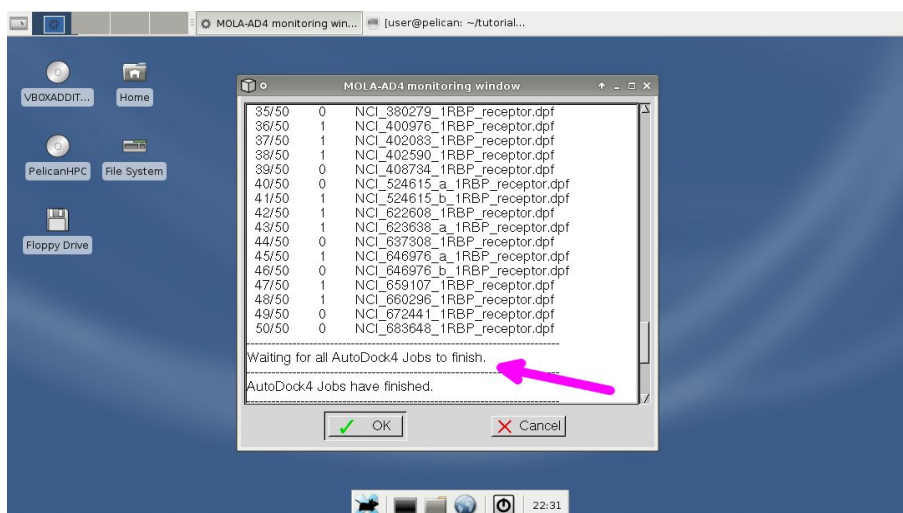 MOLA-AD4 monitoring win...
[user@pelican: ~/tutorial...
VBOXADDIT...
Home
PelicanHPC
File System
Floppy Drive
MOLA-AD4 monitoring window
35/50 0 NCI_380279_1RBP_receptor.dpf
36/50 1 NCI_400976_1RBP_receptor.dpf
37/50 1 NCI_402083_1RBP_receptor.dpf
38/50 1 NCI_402590_1RBP_receptor.dpf
39/50 0 NCI_408734_1RBP_receptor.dpf
40/50 0 NCI_524615_a_1RBP_receptor.dpf
41/50 1 NCI_524615_b_1RBP_receptor.dpf
42/50 1 NCI_622608_1RBP_receptor.dpf
43/50 1 NCI_623638_a_1RBP_receptor.dpf
44/50 0 NCI_637308_1RBP_receptor.dpf
45/50 1 NCI_646976_a_1RBP_receptor.dpf
46/50 0 NCI_646976_b_1RBP_receptor.dpf
47/50 1 NCI_659107_1RBP_receptor.dpf
48/50 1 NCI_660296_1RBP_receptor.dpf
49/50 0 NCI_672441_1RBP_receptor.dpf
50/50 0 NCI_683648_1RBP_receptor.dpf
Waiting for all AutoDock4 Jobs to finish.
AutoDock4 Jobs have finished.
OK
Cancel
22:31